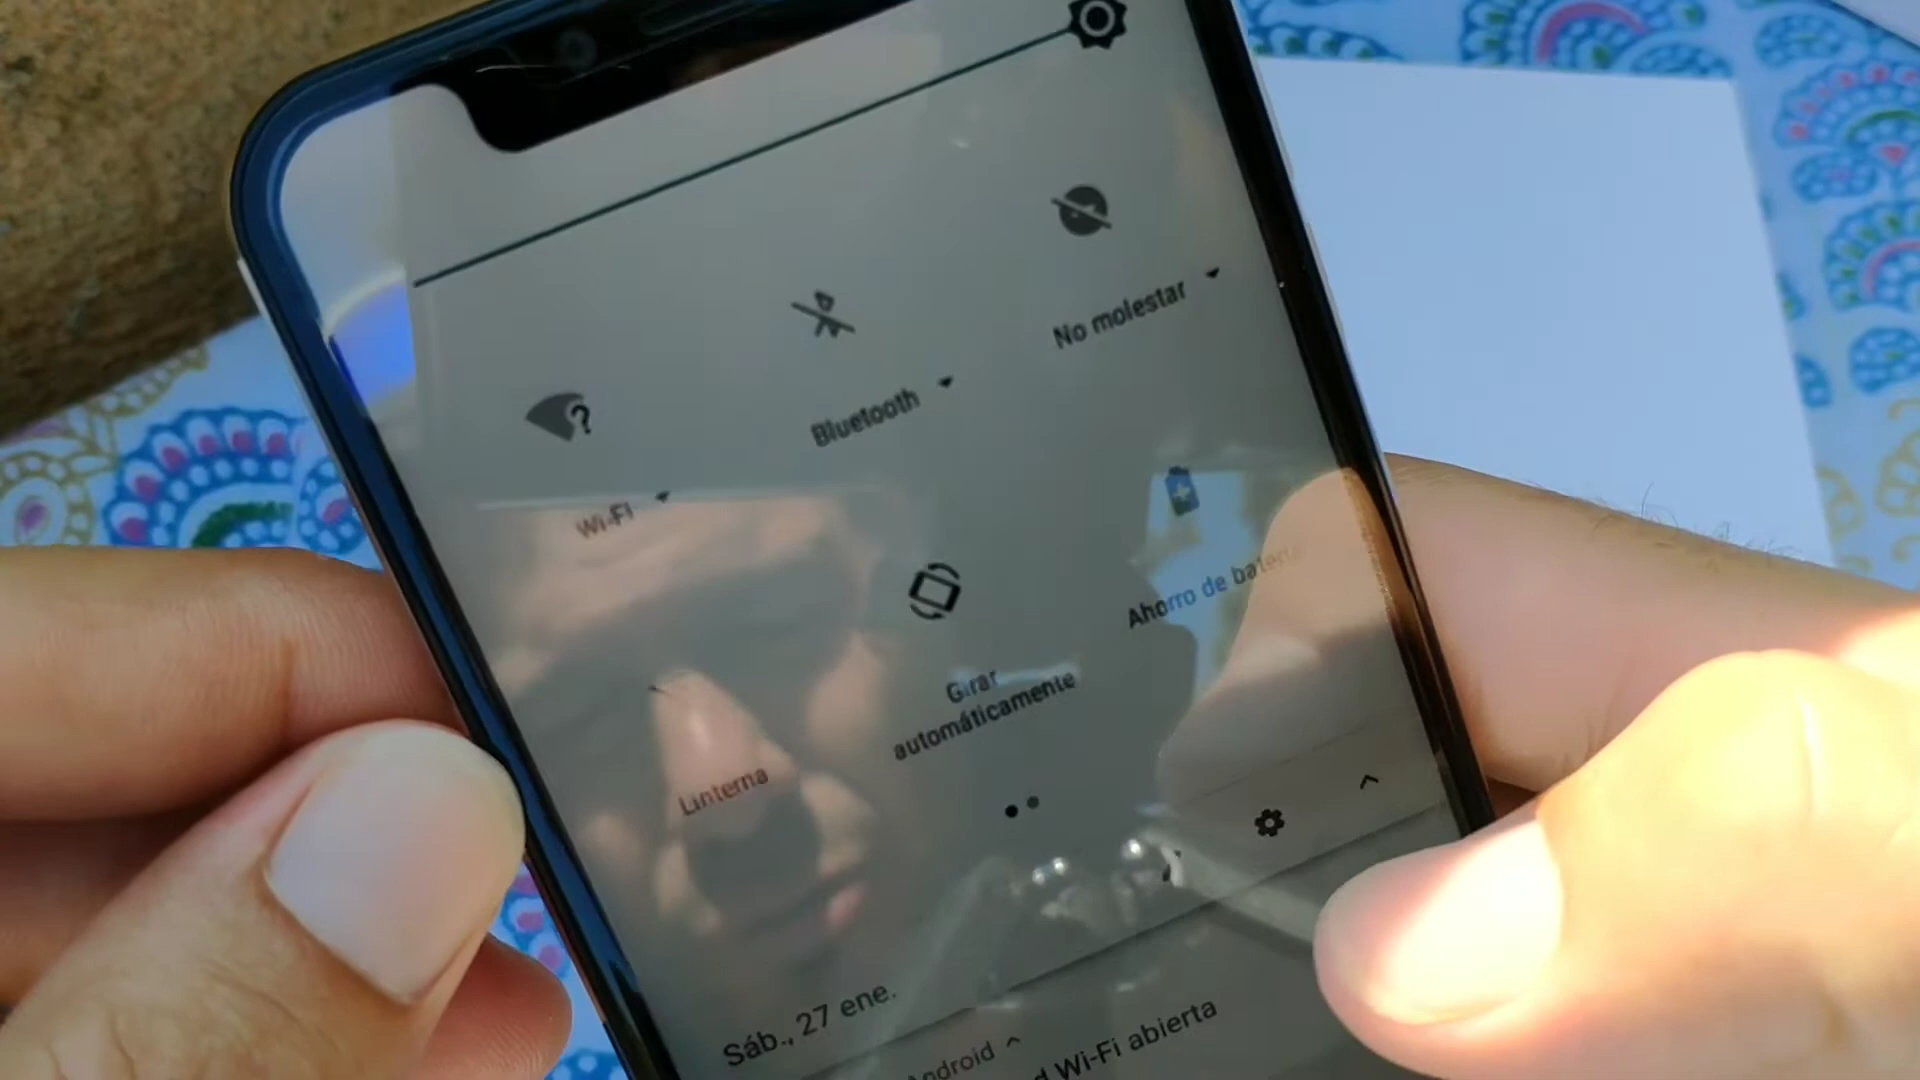 No molestar
Bluetooth
Wi-Fi
Ahorro de batería
Girar
automáticamente
Linterna
Sáb., 27 ene.
Android
Wi-Fi abierta